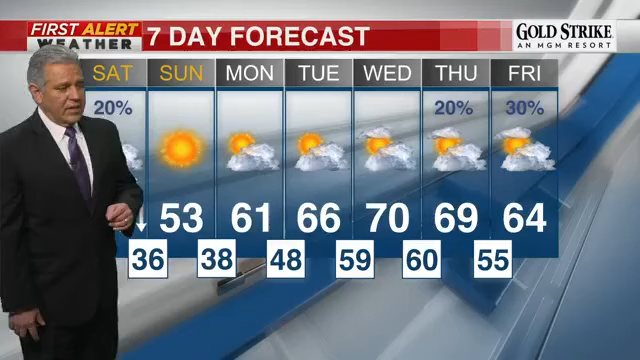 FIRST ALERT
WEATHER
7 DAY FORECAST
GOLD STRIKE
AN MGM RESORT
SAT SUN MON TUE WED THU FRI
20% 20% 30%
53 61 66 70 69 64
36 38 48 59 60 55